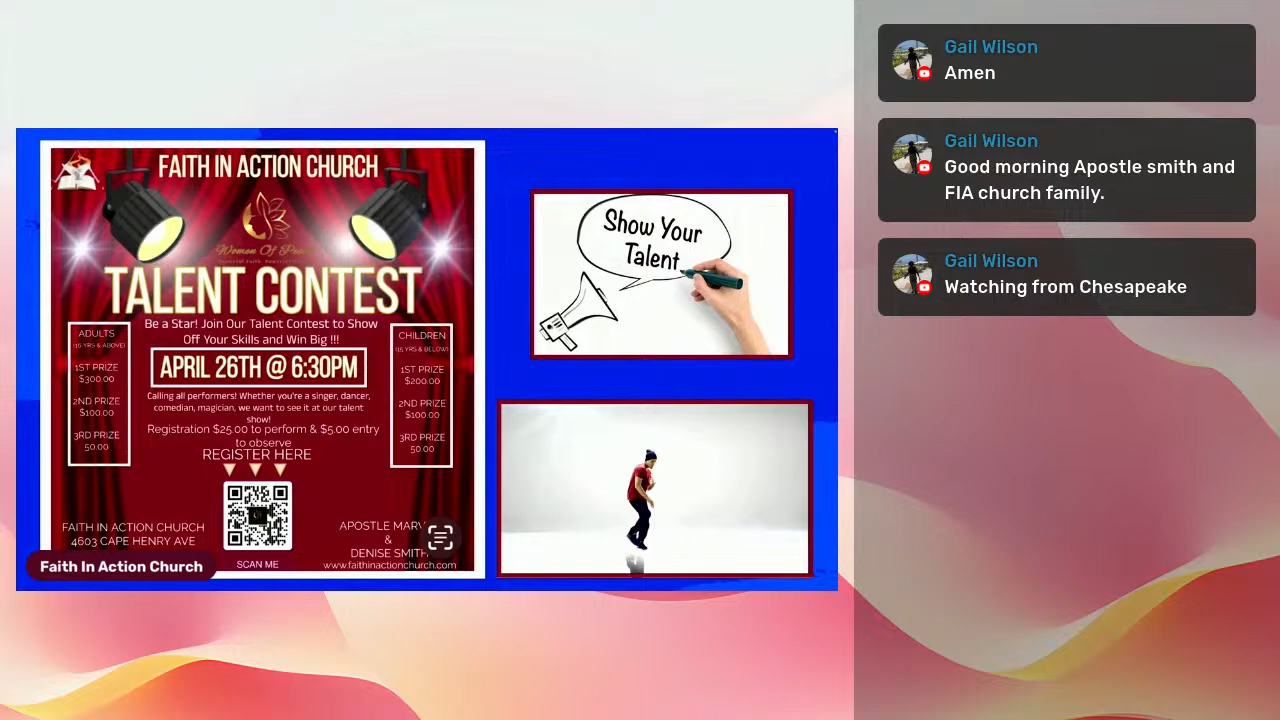 FAITH IN ACTION CHURCH
TALENT CONTEST
Be a Star! Join Our Talent Contest to Show
Off Your Skills and Win Big !!!
APRIL 26TH @ 6:30PM
Calling all performers! Whether you're a singer, dancer,
comedian, magician, we want to see it at our talent
show!
Registration $25.00 to perform & $5.00 entry
to observe
REGISTER HERE
ADULTS
(16 YRS & ABOVE)
1ST PRIZE
$300.00
2ND PRIZE
$100.00
3RD PRIZE
50.00
CHILDREN
(15 YRS & BELOW)
1ST PRIZE
$200.00
2ND PRIZE
$100.00
3RD PRIZE
50.00
FAITH IN ACTION CHURCH
4603 CAPE HENRY AVE
SCAN ME
APOSTLE
&
DENISE SMITH
www.faithinactionchurch.com
Faith In Action Church
Show Your
Talent
Gail Wilson
Amen
Gail Wilson
Good morning Apostle smith and
FIA church family.
Gail Wilson
Watching from Chesapeake